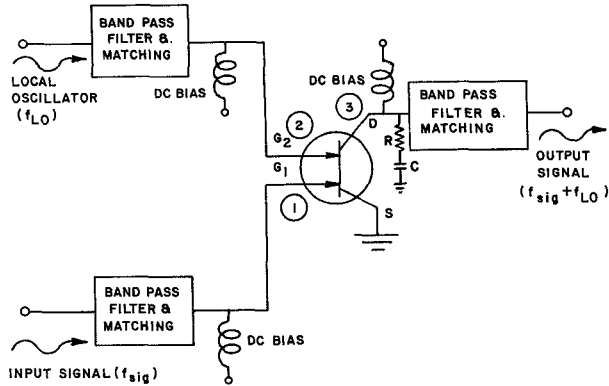 BAND PASS
FILTER &.
MATCHING
LOCAL
OSCILLATOR
(fLO)
DC BIAS
DC BIAS
3
D
R
C
BAND PASS
FILTER &.
MATCHING
OUTPUT
SIGNAL
(fsig+fLO)
2
G2
G1
1
S
BAND PASS
FILTER &
MATCHING
DC BIAS
INPUT SIGNAL (fsig)